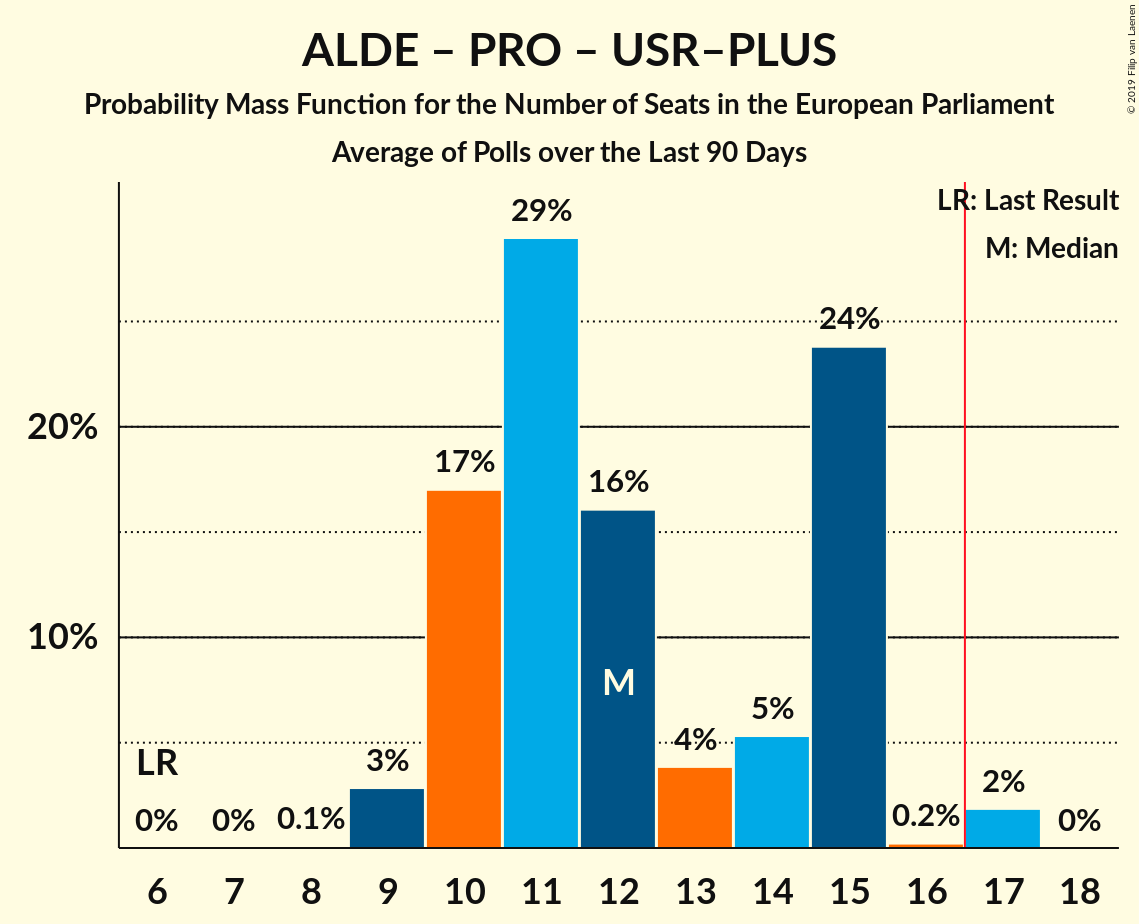 ALDE – PRO – USR–PLUS
Probability Mass Function for the Number of Seats in the European Parliament
Average of Polls over the Last 90 Days
© 2019 Filip van Laenen
LR: Last Result
M: Median
29%
24%
20%
17%
16%
10%
M
5%
4%
LR
3%
2%
0%
0%
0.1%
0.2%
0%
6 7 8 9 10 11 12 13 14 15 16 17 18